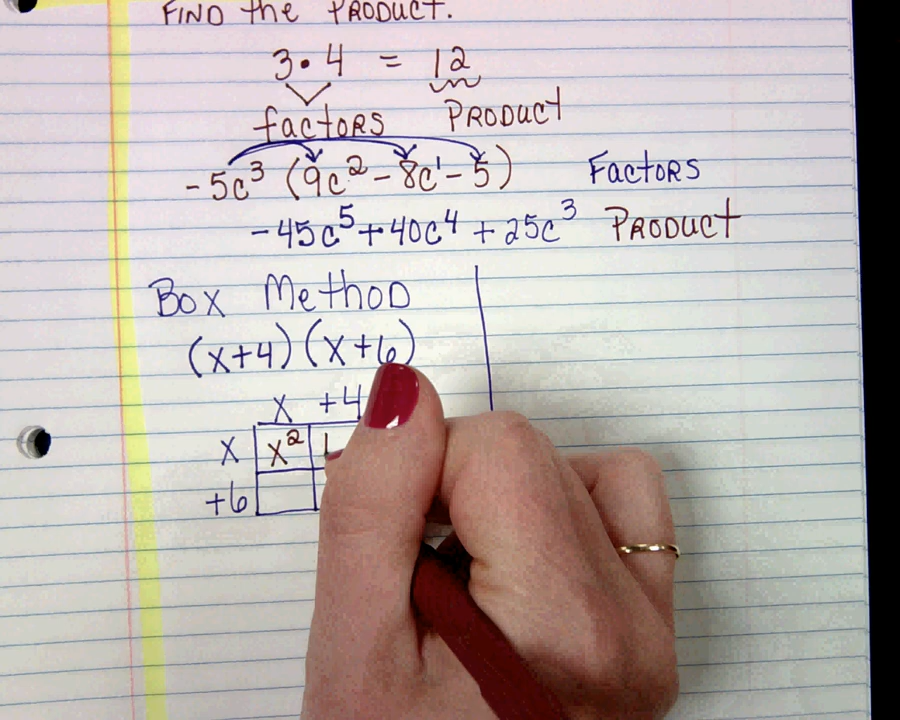 FIND the PRODUCT.
3 • 4 = 12
factors PRODUCT
-5c³ (9c² - 8c¹ - 5) Factors
-45c⁵ + 40c⁴ + 25c³ PRODUCT
Box Method
(x+4)(x+6)
x +4
x x²
+6